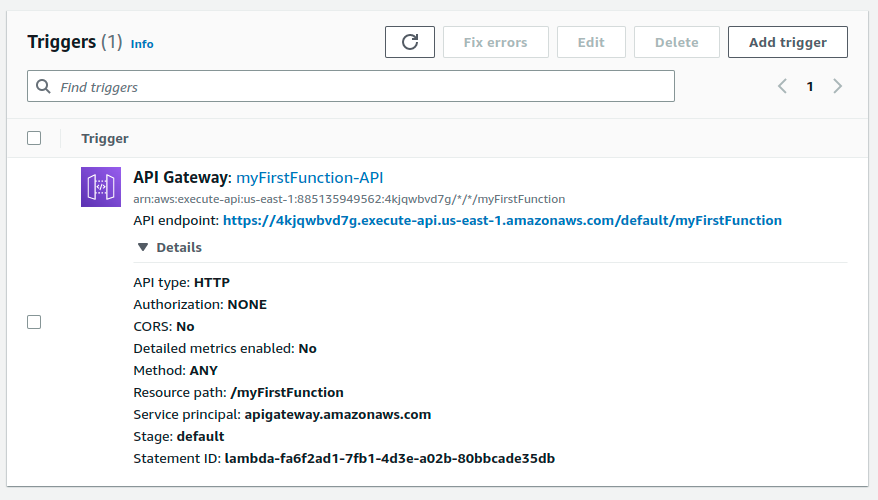 Triggers (1) Info
Fix errors
Edit
Delete
Add trigger
Find triggers
1
Trigger
API Gateway: myFirstFunction-API
arn:aws:execute-api:us-east-1:885135949562:4kjqwbvd7g/*/*/myFirstFunction
API endpoint: https://4kjqwbvd7g.execute-api.us-east-1.amazonaws.com/default/myFirstFunction
Details
API type: HTTP
Authorization: NONE
CORS: No
Detailed metrics enabled: No
Method: ANY
Resource path: /myFirstFunction
Service principal: apigateway.amazonaws.com
Stage: default
Statement ID: lambda-fa6f2ad1-7fb1-4d3e-a02b-80bbcade35db